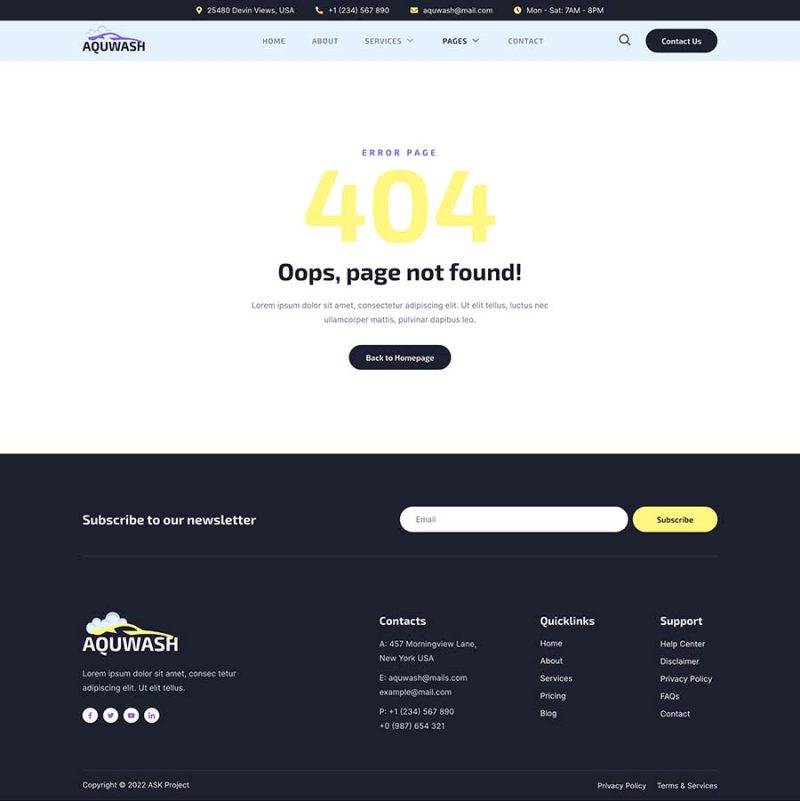 25480 Devin Views, USA
+1 (234) 567 890
aquwash@mail.com
Mon - Sat: 7AM - 8PM
AQUWASH
HOME
ABOUT
SERVICES
PAGES
CONTACT
Contact Us
ERROR PAGE
404
Oops, page not found!
Lorem ipsum dolor sit amet, consectetur adipiscing elit. Ut elit tellus, luctus nec
ullamcorper mattis, pulvinar dapibus leo.
Back to Homepage
Subscribe to our newsletter
Email
Subscribe
AQUWASH
Lorem ipsum dolor sit amet, consec tetur
adipiscing elit. Ut elit tellus.
Contacts
A: 457 Morningview Lane,
New York USA
E: aquwash@mails.com
example@mail.com
P: +1 (234) 567 890
+0 (987) 654 321
Quicklinks
Home
About
Services
Pricing
Blog
Support
Help Center
Disclaimer
Privacy Policy
FAQs
Contact
Copyright © 2022 ASK Project
Privacy Policy
Terms & Services